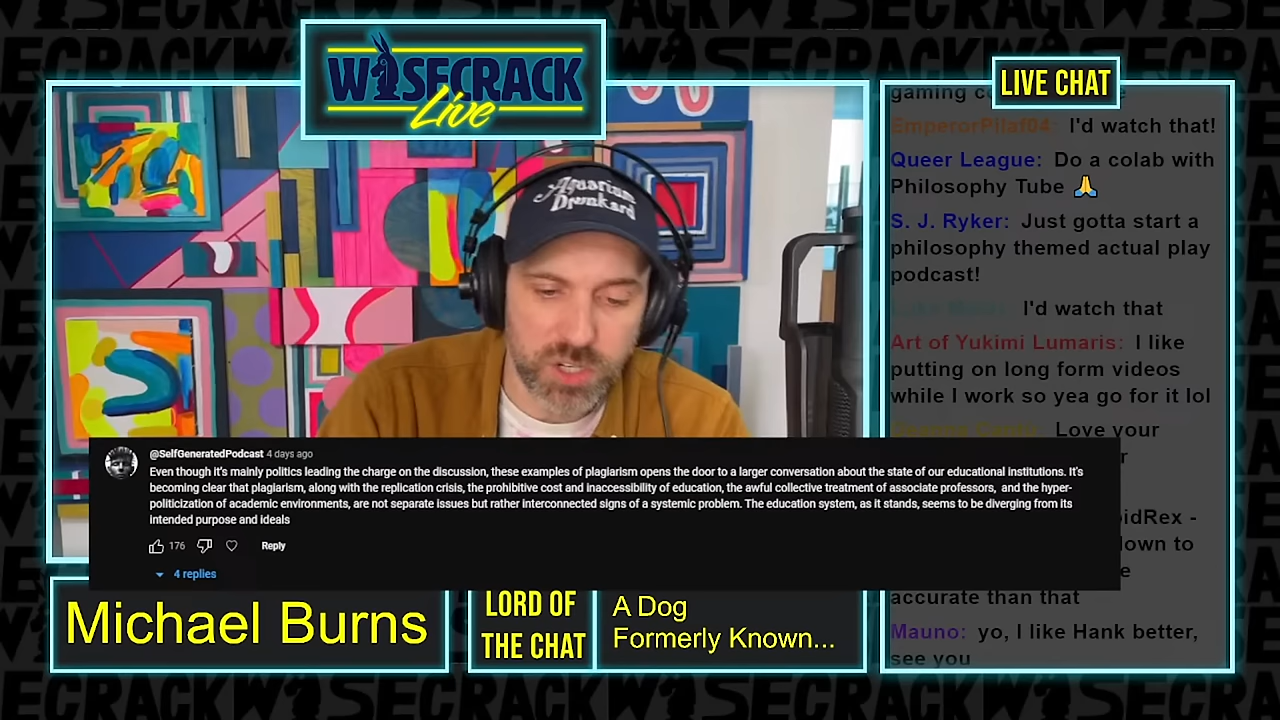 WISECRACK
Live
LIVE CHAT
Aquarium
Drunkard
gaming
EmperorPilaf04: I'd watch that!
Queer League: Do a colab with
Philosophy Tube 🙏
S. J. Ryker: Just gotta start a
philosophy themed actual play
podcast!
I'd watch that
Art of Yukimi Lumaris: I like
putting on long form videos
while I work so yea go for it lol
Love your
accurate than that
Mauno: yo, I like Hank better,
see you
@SelfGeneratedPodcast 4 days ago
Even though it's mainly politics leading the charge on the discussion, these examples of plagiarism opens the door to a larger conversation about the state of our educational institutions. It's
becoming clear that plagiarism, along with the replication crisis, the prohibitive cost and inaccessibility of education, the awful collective treatment of associate professors, and the hyper-
politicization of academic environments, are not separate issues but rather interconnected signs of a systemic problem. The education system, as it stands, seems to be diverging from its
intended purpose and ideals
176 Reply
4 replies
Michael Burns
LORD OF
THE CHAT
A Dog
Formerly Known...